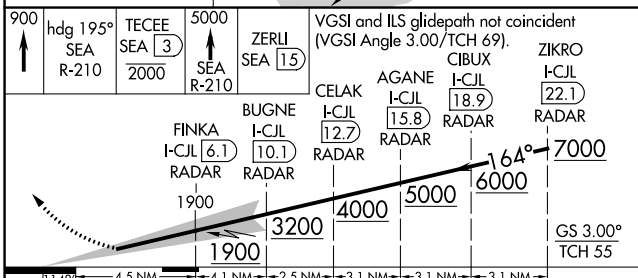 900
hdg 195°
SEA
R-210
TECEE
SEA 3
2000
5000
SEA
R-210
ZERLI
SEA 15
VGSI and ILS glidepath not coincident
(VGSI Angle 3.00/TCH 69).
ZIKRO
I-CJL
22.1
RADAR
CIBUX
I-CJL
18.9
RADAR
AGANE
I-CJL
15.8
RADAR
CELAK
I-CJL
12.7
RADAR
BUGNE
I-CJL
10.1
RADAR
FINKA
I-CJL 6.1
RADAR
164°
7000
6000
5000
4000
3200
1900
1900
GS 3.00°
TCH 55
4.5 NM
4.1 NM
2.5 NM
3.1 NM
3.1 NM
3.1 NM